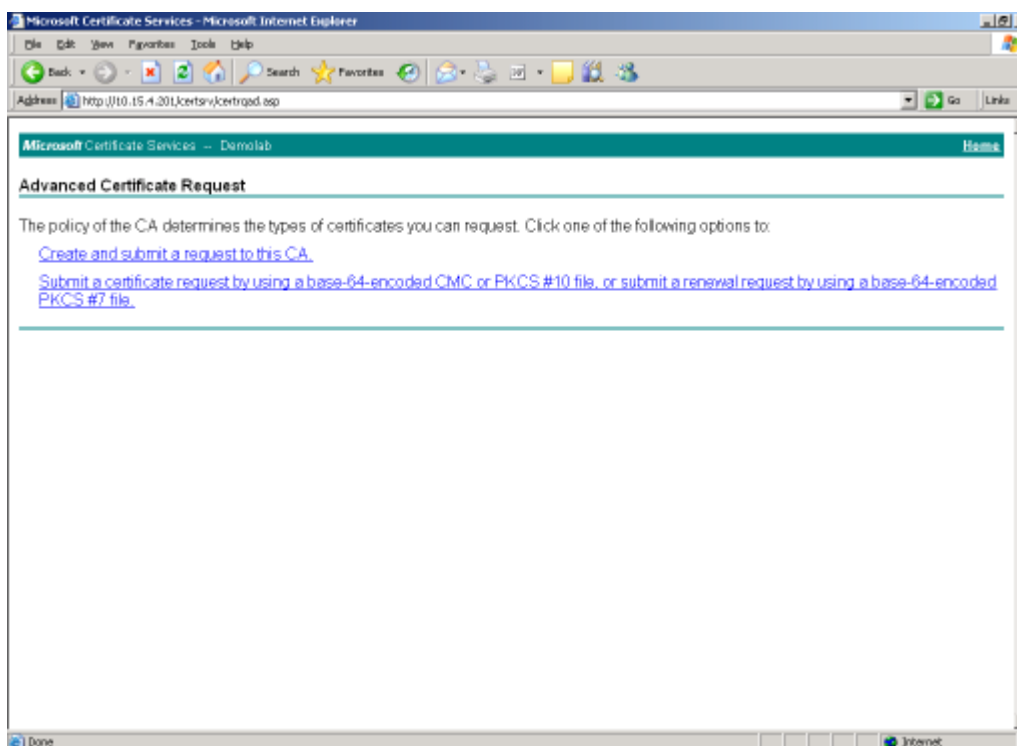 Microsoft Certificate Services - Microsoft Internet Explorer
File Edit View Favorites Tools Help
Back Search Favorites
Address http://10.15.4.201/certsrv/certrqad.asp Go Links
Microsoft Certificate Services -- Demolab Home
Advanced Certificate Request
The policy of the CA determines the types of certificates you can request. Click one of the following options to:
Create and submit a request to this CA.
Submit a certificate request by using a base-64-encoded CMC or PKCS #10 file, or submit a renewal request by using a base-64-encoded
PKCS #7 file.
Done Internet